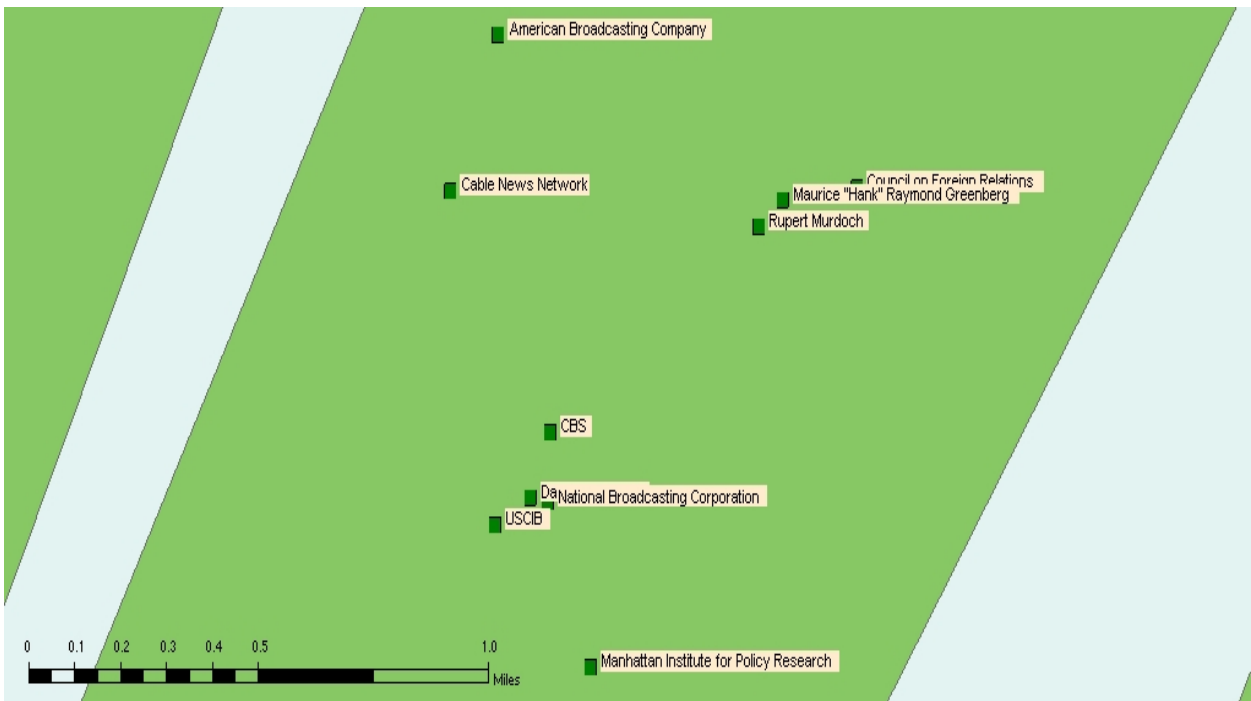 American Broadcasting Company
Cable News Network
Council on Foreign Relations
Maurice "Hank" Raymond Greenberg
Rupert Murdoch
CBS
National Broadcasting Corporation
USCIB
0 0.1 0.2 0.3 0.4 0.5 1.0
Manhattan Institute for Policy Research
Miles